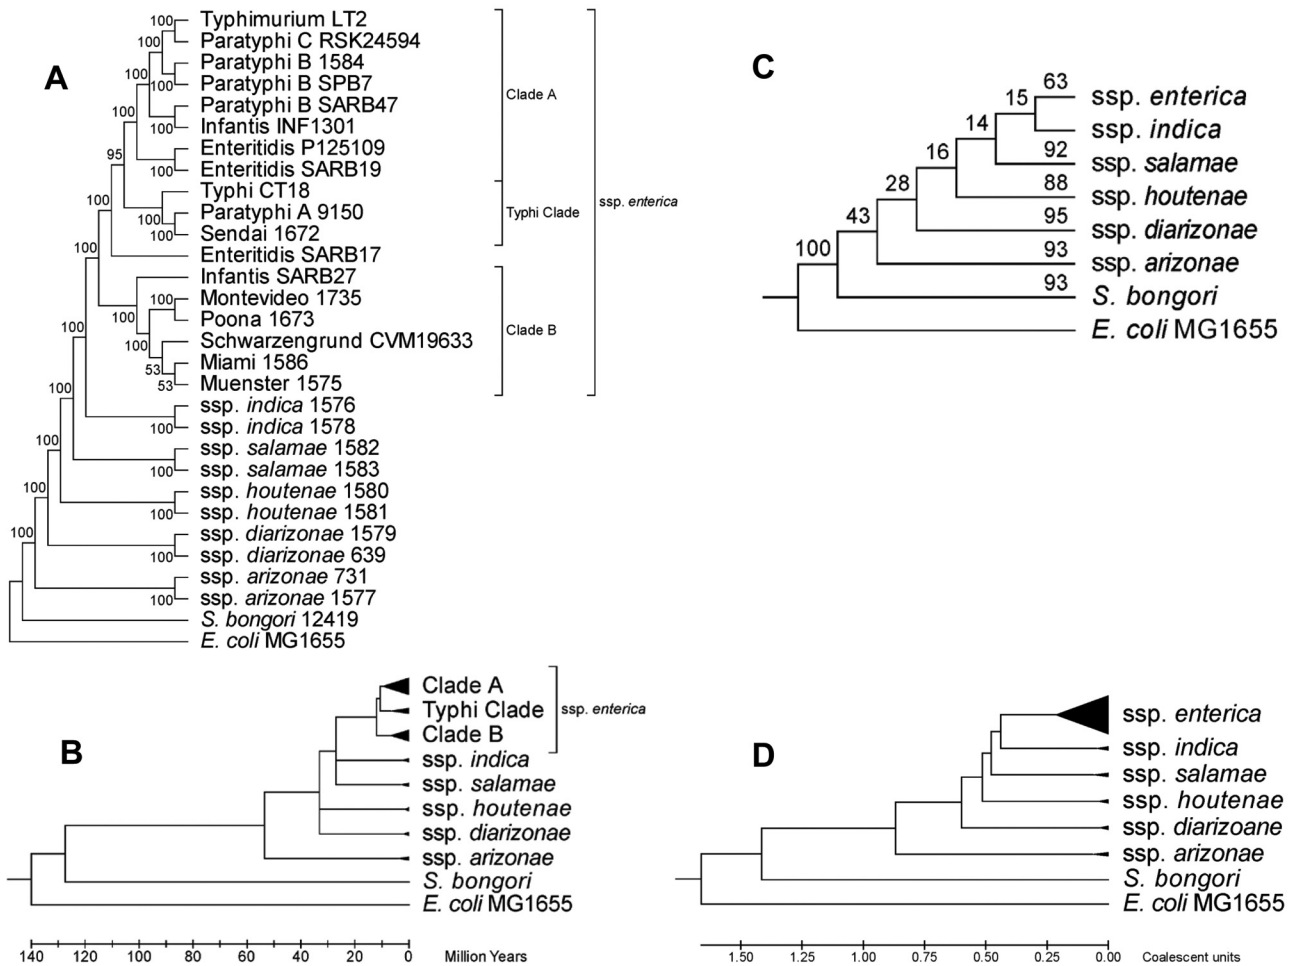 A
100
Typhimurium LT2
100
Paratyphi C RSK24594
Paratyphi B 1584
100
100
Paratyphi B SPB7
Paratyphi B SARB47
100
100
Infantis INF1301
Enteritidis P125109
100
Enteritidis SARB19
95
Typhi CT18
Paratyphi A 9150
100
100
Sendai 1672
100
Enteritidis SARB17
100
Infantis SARB27
100
Montevideo 1735
100
Poona 1673
100
100
Schwarzengrund CVM19633
53
Miami 1586
53
Muenster 1575
100
ssp. indica 1576
100
ssp. indica 1578
100
ssp. salamae 1582
100
ssp. salamae 1583
100
ssp. houtenae 1580
100
ssp. houtenae 1581
100
ssp. diarizonae 1579
100
ssp. diarizonae 639
ssp. arizonae 731
100
ssp. arizonae 1577
S. bongori 12419
E. coli MG1655
Clade A
Typhi Clade
Clade B
ssp. enterica
C
63
15
ssp. enterica
14
ssp. indica
16
92
ssp. salamae
28
88
ssp. houtenae
43
95
ssp. diarizonae
100
93
ssp. arizonae
93
S. bongori
E. coli MG1655
B
Clade A
Typhi Clade
Clade B
ssp. enterica
ssp. indica
ssp. salamae
ssp. houtenae
ssp. diarizonae
ssp. arizonae
S. bongori
E. coli MG1655
140 120 100 80 60 40 20 0 Million Years
D
ssp. enterica
ssp. indica
ssp. salamae
ssp. houtenae
ssp. diarizoane
ssp. arizonae
S. bongori
E. coli MG1655
1.50 1.25 1.00 0.75 0.50 0.25 0.00 Coalescent units